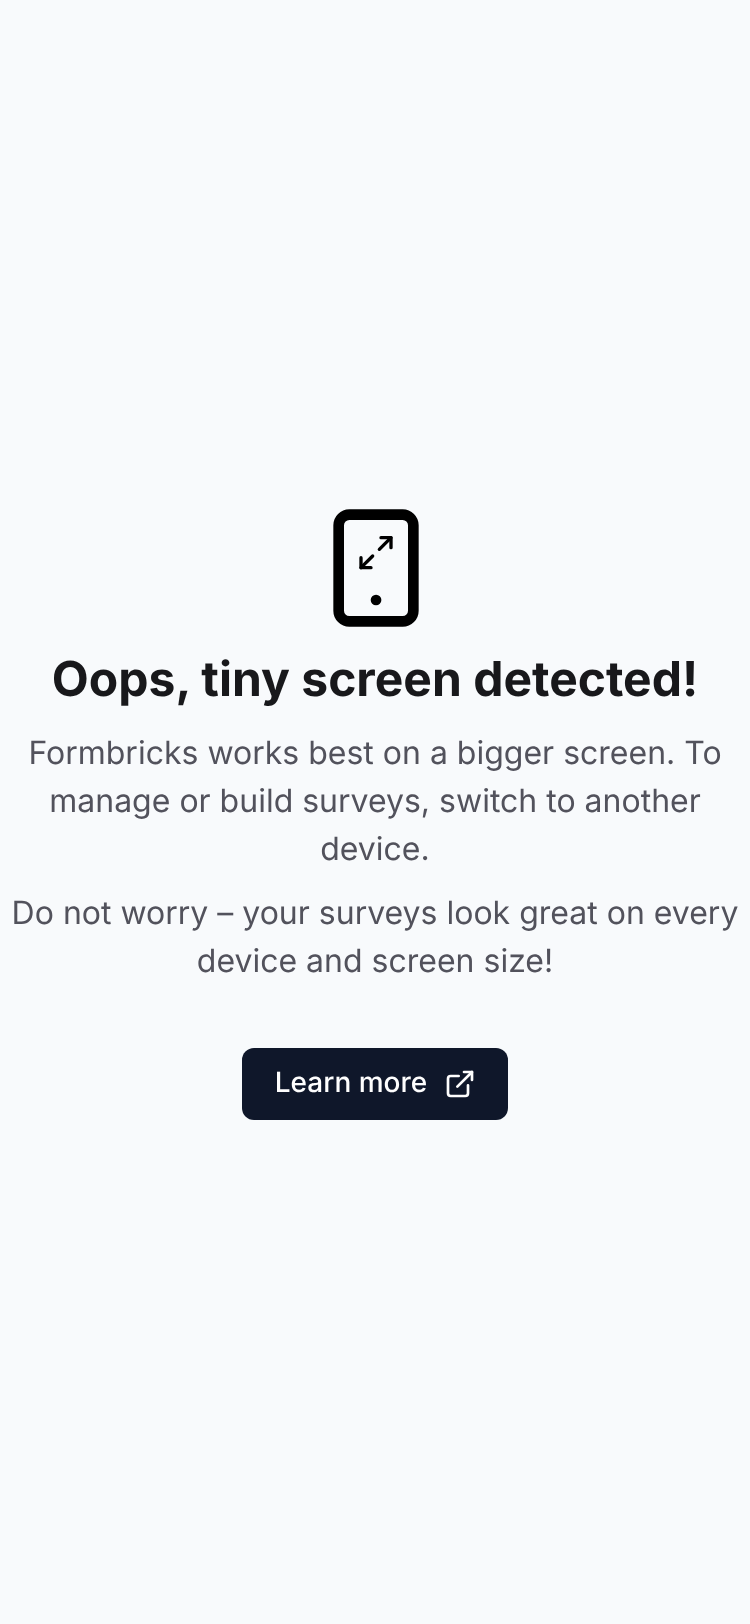 Oops, tiny screen detected!
Formbricks works best on a bigger screen. To
manage or build surveys, switch to another
device.
Do not worry – your surveys look great on every
device and screen size!
Learn more